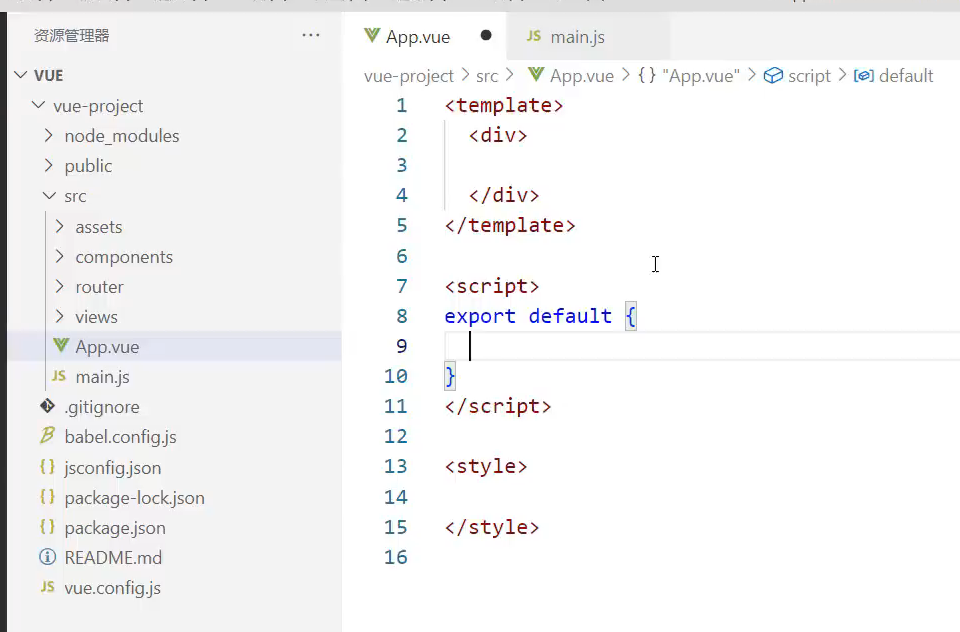 资源管理器 ···
VUE
vue-project
node_modules
public
src
assets
components
router
views
App.vue
JS main.js
.gitignore
babel.config.js
{} jsconfig.json
{} package-lock.json
{} package.json
README.md
JS vue.config.js
App.vue ● JS main.js
vue-project > src > App.vue > {} "App.vue" > script > default
1 <template>
2   <div>
3
4   </div>
5 </template>
6
7 <script>
8 export default {
9
10 }
11 </script>
12
13 <style>
14
15 </style>
16